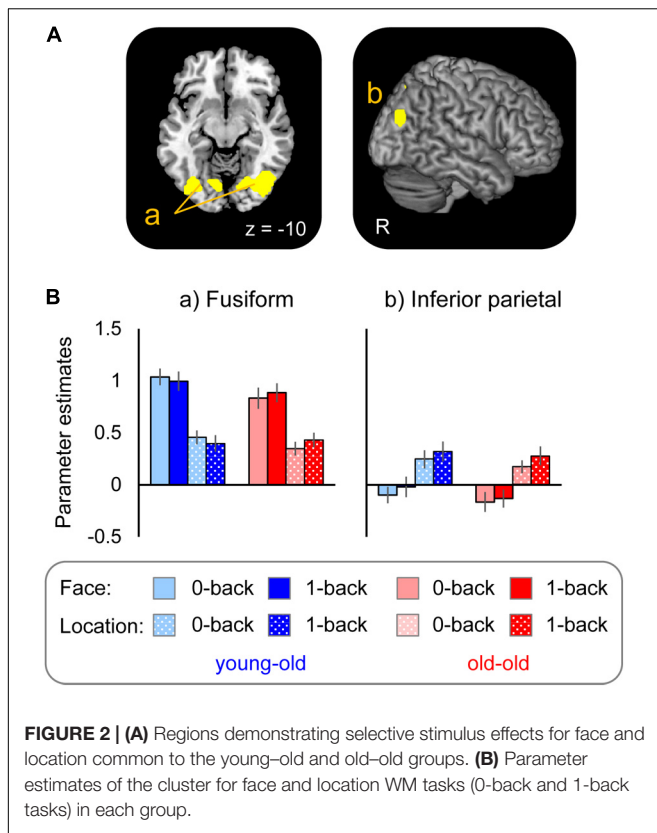 A
a
z = -10
b
R
B
a) Fusiform
b) Inferior parietal
Parameter estimates
1.5
1
0.5
0
-0.5
Face: 0-back 1-back 0-back 1-back
Location: 0-back 1-back 0-back 1-back
young-old old-old
FIGURE 2 | (A) Regions demonstrating selective stimulus effects for face and
location common to the young–old and old–old groups. (B) Parameter
estimates of the cluster for face and location WM tasks (0-back and 1-back
tasks) in each group.